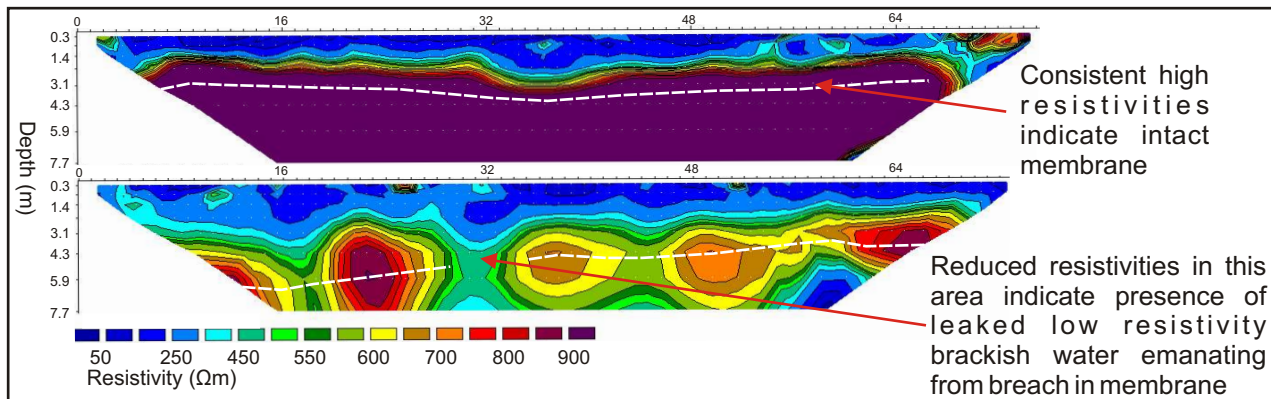 0 16 32 48 64
0.3
1.4
3.1
4.3
5.9
7.7
Consistent high
resistivities
indicate intact
membrane
Depth (m)
0 16 32 48 64
0.3
1.4
3.1
4.3
5.9
7.7
Reduced resistivities in this
area indicate presence of
leaked low resistivity
brackish water emanating
from breach in membrane
50 250 450 550 600 700 800 900
Resistivity (Ωm)